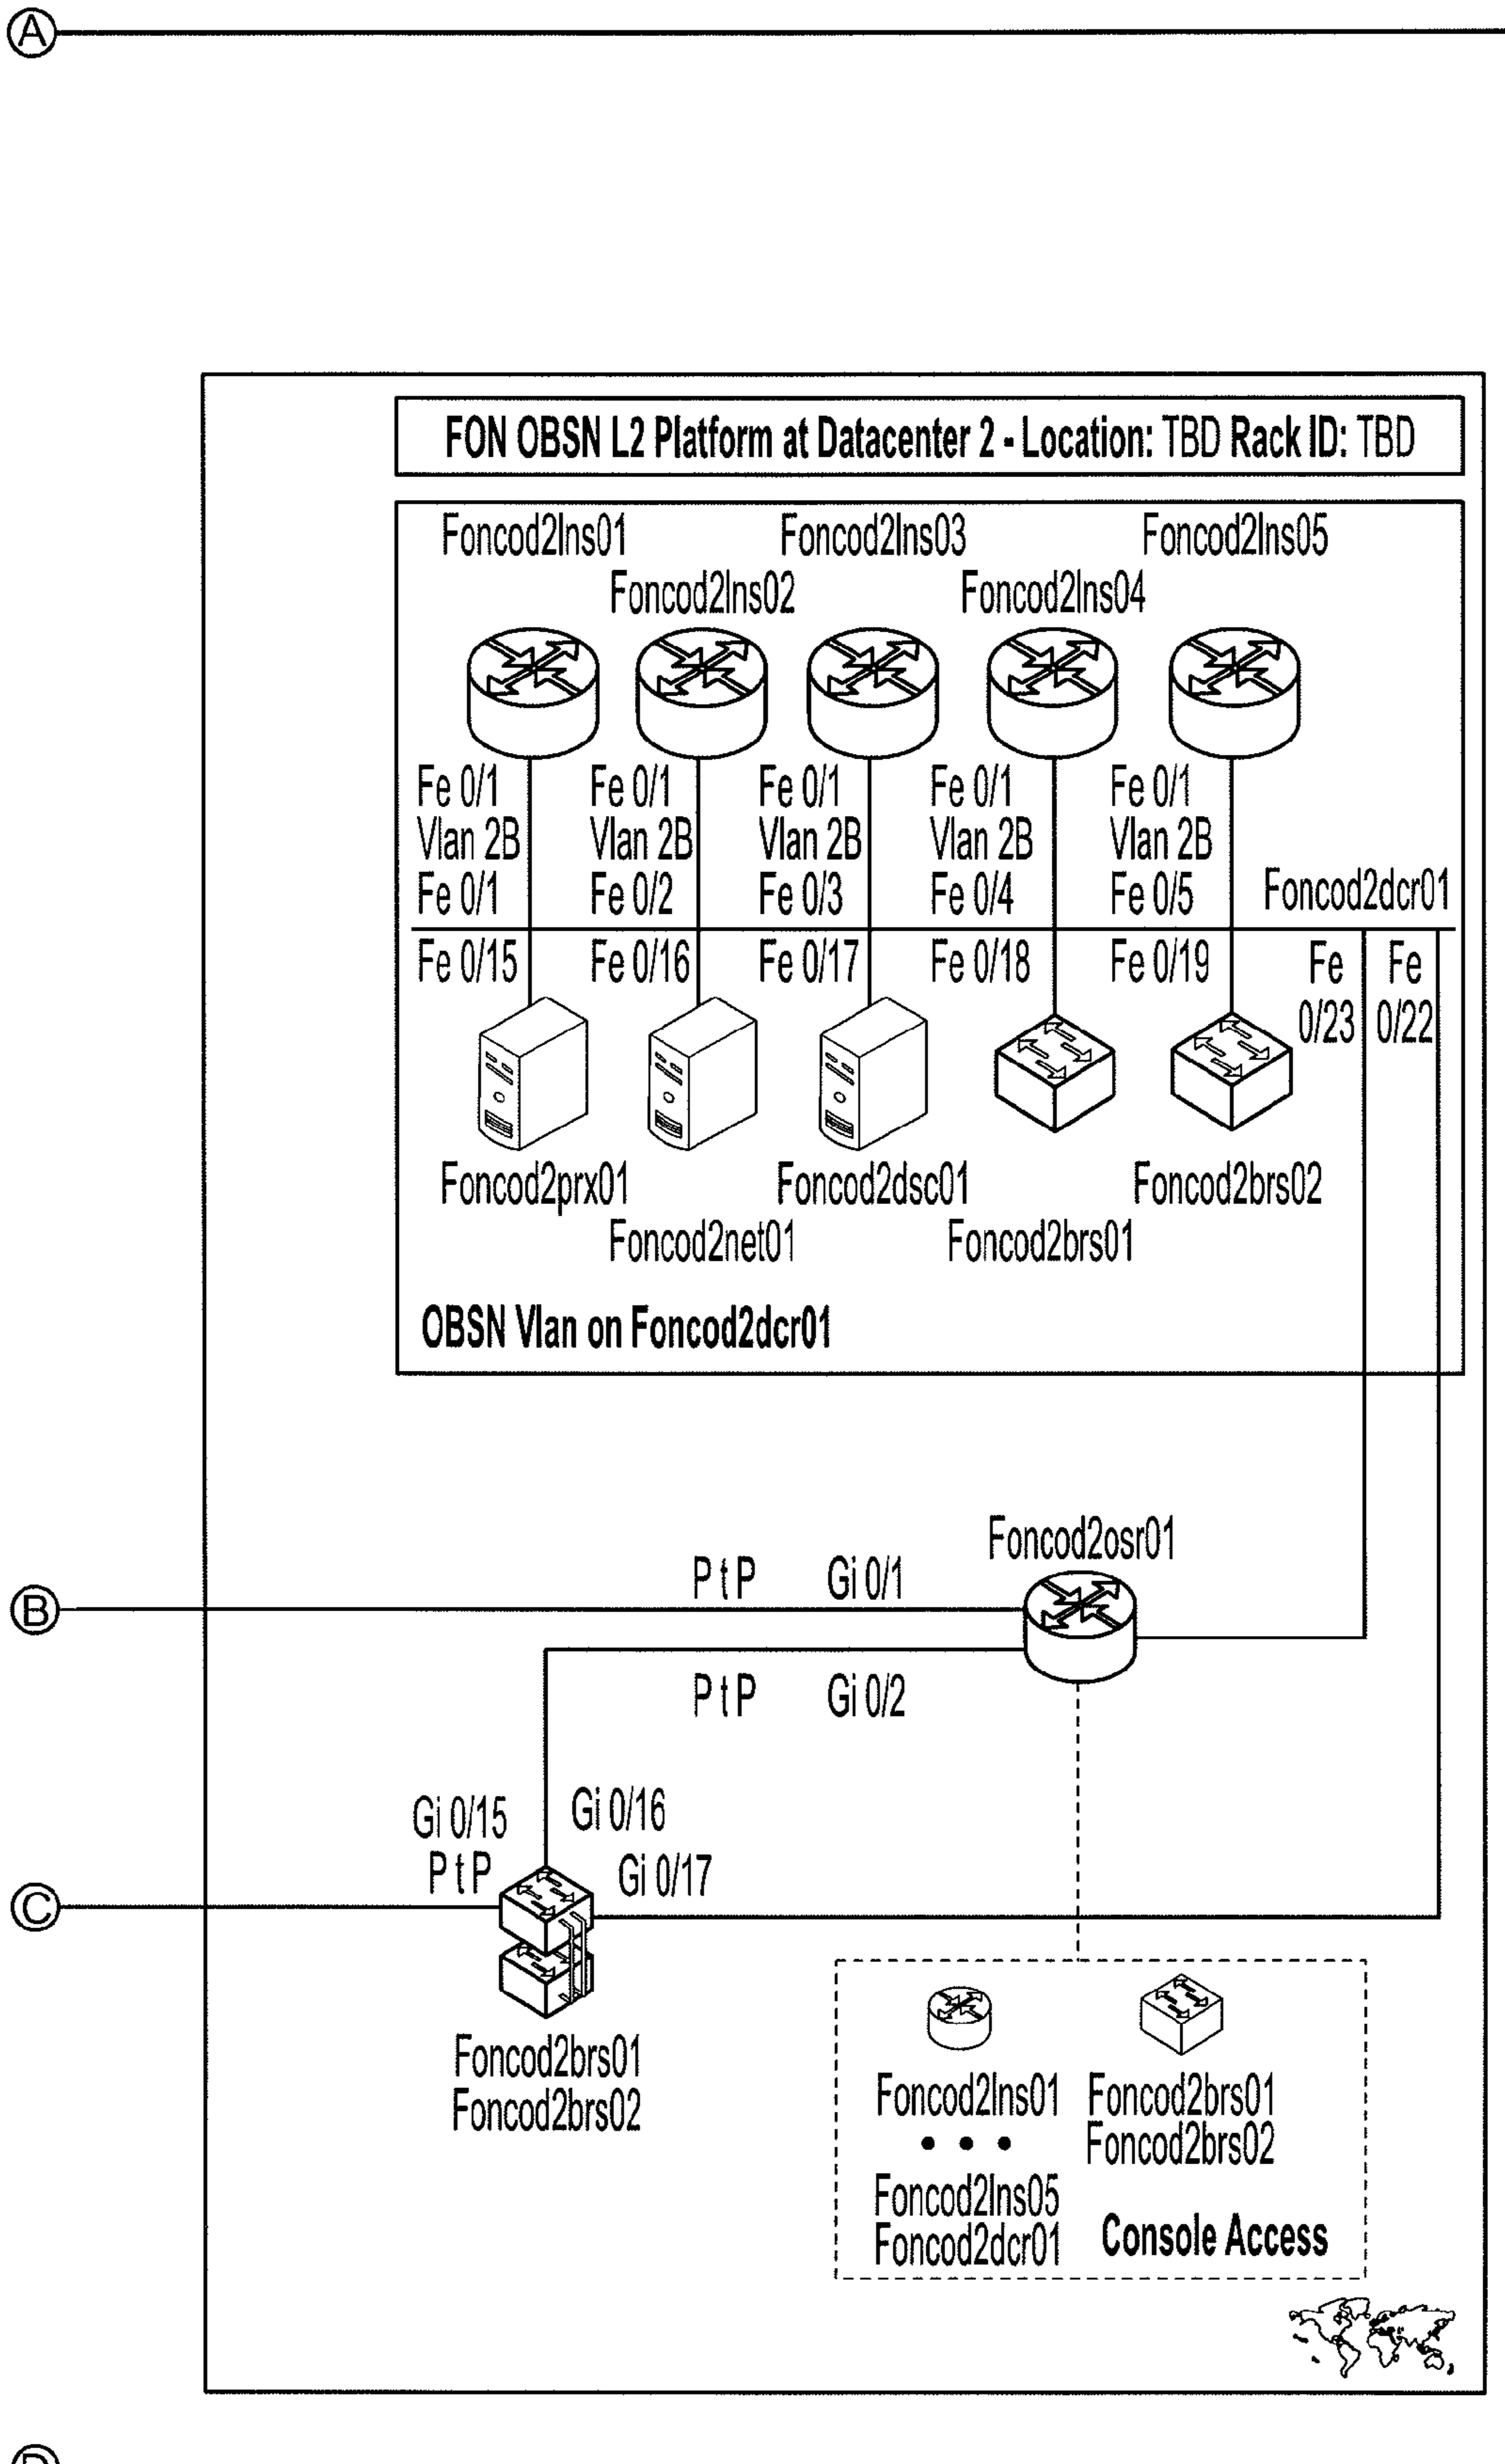 A
FON OBSN L2 Platform at Datacenter 2 - Location: TBD Rack ID: TBD
Foncod2lns01
Foncod2lns03
Foncod2lns05
Foncod2lns02
Foncod2lns04
Fe 0/1
Fe 0/1
Fe 0/1
Fe 0/1
Fe 0/1
Vlan 2B
Vlan 2B
Vlan 2B
Vlan 2B
Vlan 2B
Fe 0/1
Fe 0/2
Fe 0/3
Fe 0/4
Fe 0/5
Foncod2dcr01
Fe 0/15
Fe 0/16
Fe 0/17
Fe 0/18
Fe 0/19
Fe
0/23
Fe
0/22
Foncod2prx01
Foncod2dsc01
Foncod2brs02
Foncod2net01
Foncod2brs01
OBSN Vlan on Foncod2dcr01
Foncod2osr01
B
P t P
Gi 0/1
P t P
Gi 0/2
Gi 0/15
P t P
Gi 0/16
Gi 0/17
C
Foncod2brs01
Foncod2brs02
Foncod2lns01
• • •
Foncod2lns05
Foncod2dcr01
Foncod2brs01
Foncod2brs02
Console Access
D